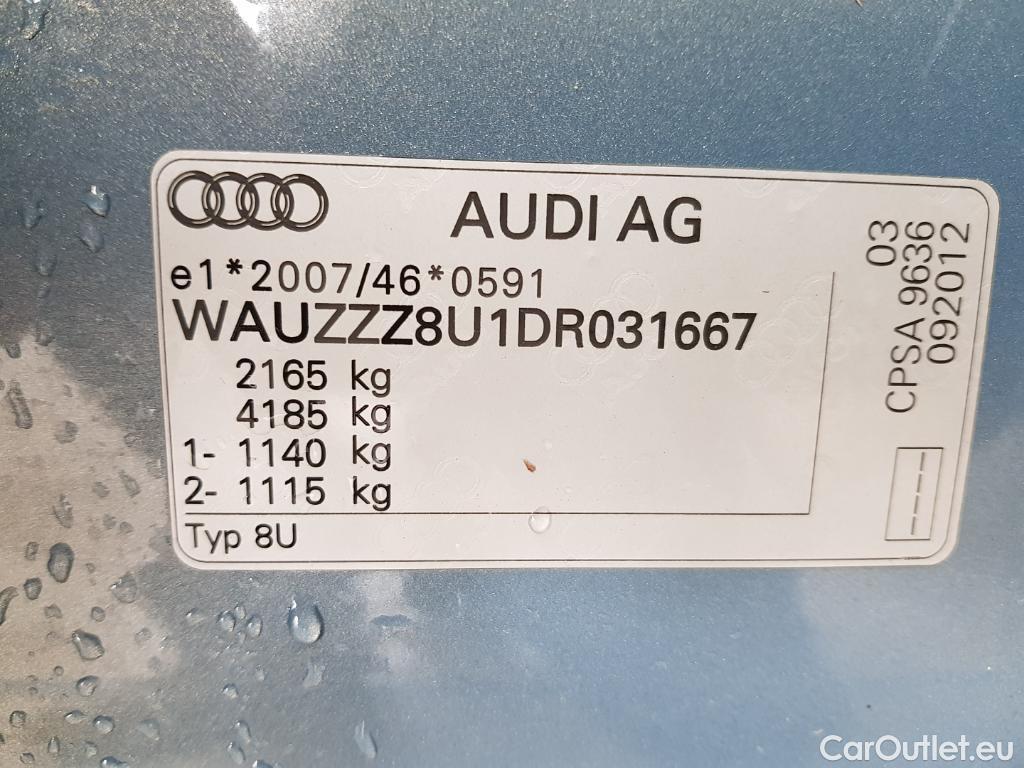 AUDI AG
e1*2007/46*0591
WAUZZZ8U1DR031667
2165 kg
4185 kg
1- 1140 kg
2- 1115 kg
Typ 8U
03
CPSA 9636
092012
-----
CarOutlet.eu